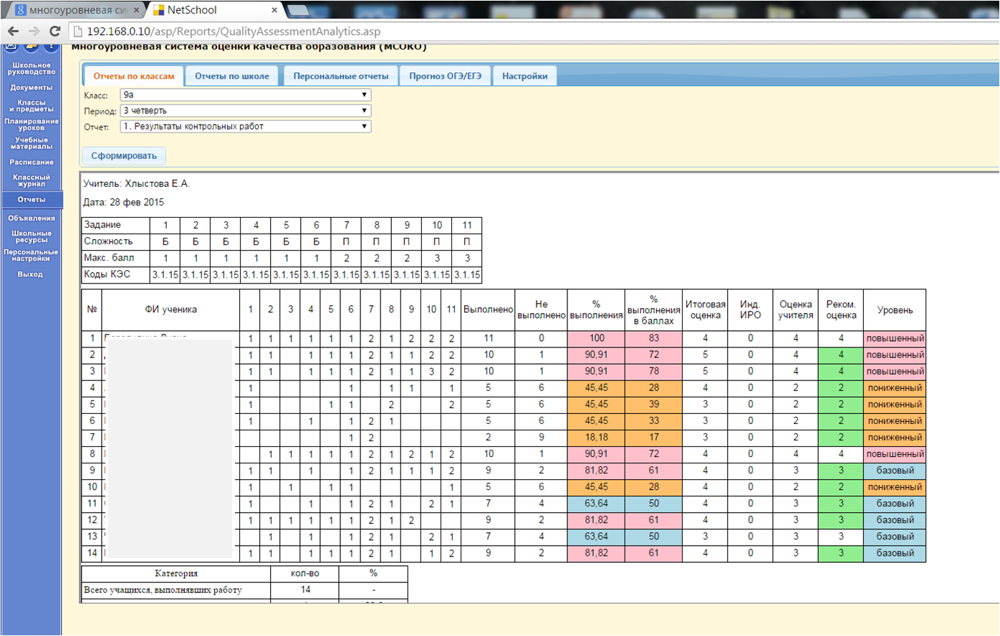 многоуровневая си
NetSchool
192.168.0.10/asp/Reports/QualityAssessmentAnalytics.asp
многоуровневая система оценки качества образования (МСОКО)
Школьное
руководство
Документы
Классы
и предметы
Планирование
уроков
Учебные
материалы
Расписание
Классный
журнал
Отчеты
Объявления
Школьные
ресурсы
Персональные
настройки
Выход
Отчеты по классам Отчеты по школе Персональные отчеты Прогноз ОГЭ/ЕГЭ Настройки
Класс: 9а
Период: 3 четверть
Отчет: 1. Результаты контрольных работ
Сформировать
Учитель: Хлыстова Е.А.
Дата: 28 фев 2015
Задание 1 2 3 4 5 6 7 8 9 10 11
Сложность Б Б Б Б Б Б П П П П П
Макс. балл 1 1 1 1 1 1 2 2 2 3 3
Коды КЭС 3.1.15 3.1.15 3.1.15 3.1.15 3.1.15 3.1.15 3.1.15 3.1.15 3.1.15 3.1.15 3.1.15
№ ФИ ученика 1 2 3 4 5 6 7 8 9 10 11 Выполнено Не выполнено % выполнения % выполнения в баллах Итоговая оценка Инд. ИРО Оценка учителя Реком. оценка Уровень
1 1 1 1 1 1 1 2 1 2 2 2 11 0 100 83 4 0 4 4 повышенный
2 1 1 1 1 1 2 1 1 2 2 10 1 90,91 72 5 0 4 4 повышенный
3 1 1 1 1 1 2 1 1 3 2 10 1 90,91 78 5 0 4 4 повышенный
4 1 1 1 1 1 5 6 45,45 28 4 0 2 2 пониженный
5 1 1 1 2 2 5 6 45,45 39 3 0 2 2 пониженный
6 1 1 1 2 1 5 6 45,45 33 4 0 2 2 пониженный
7 1 2 2 9 18,18 17 3 0 2 2 пониженный
8 1 1 1 1 1 2 1 2 1 2 10 1 90,91 72 4 0 4 4 повышенный
9 1 1 1 1 2 1 1 1 2 9 2 81,82 61 4 0 3 3 базовый
10 1 1 1 1 1 5 6 45,45 28 4 0 2 2 пониженный
11 1 1 1 2 1 2 1 7 4 63,64 50 4 0 3 3 базовый
12 1 1 1 1 1 1 2 1 2 9 2 81,82 61 4 0 3 3 базовый
13 1 1 1 2 1 2 1 7 4 63,64 50 3 0 3 3 базовый
14 1 1 1 1 1 2 1 1 2 9 2 81,82 61 4 0 3 3 базовый
Категория кол-во %
Всего учащихся, выполнявших работу 14 -